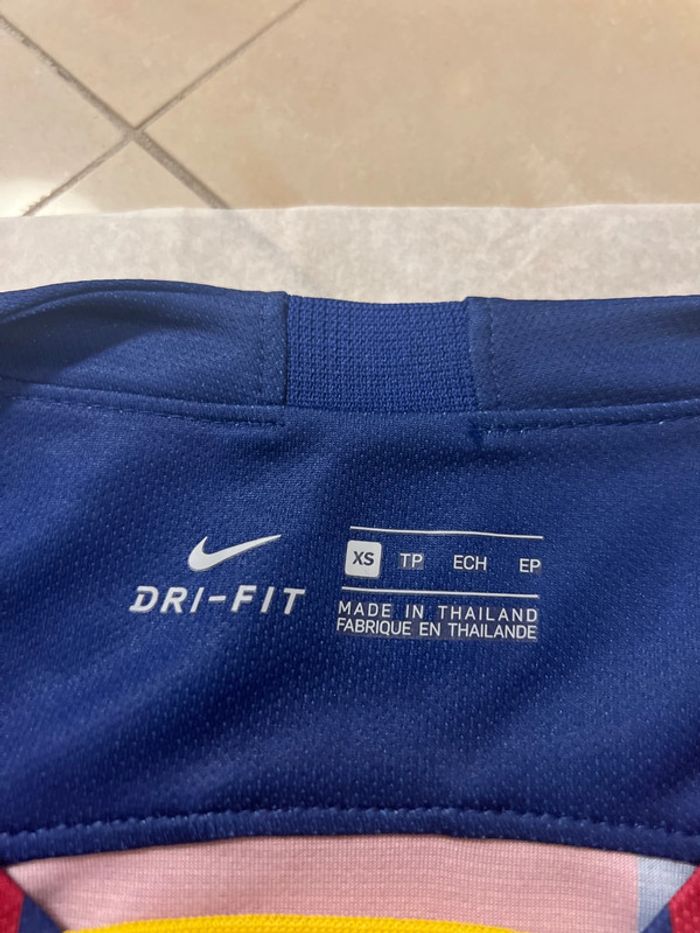 XS TP ECH EP
DRI-FIT
MADE IN THAILAND
FABRIQUE EN THAILANDE